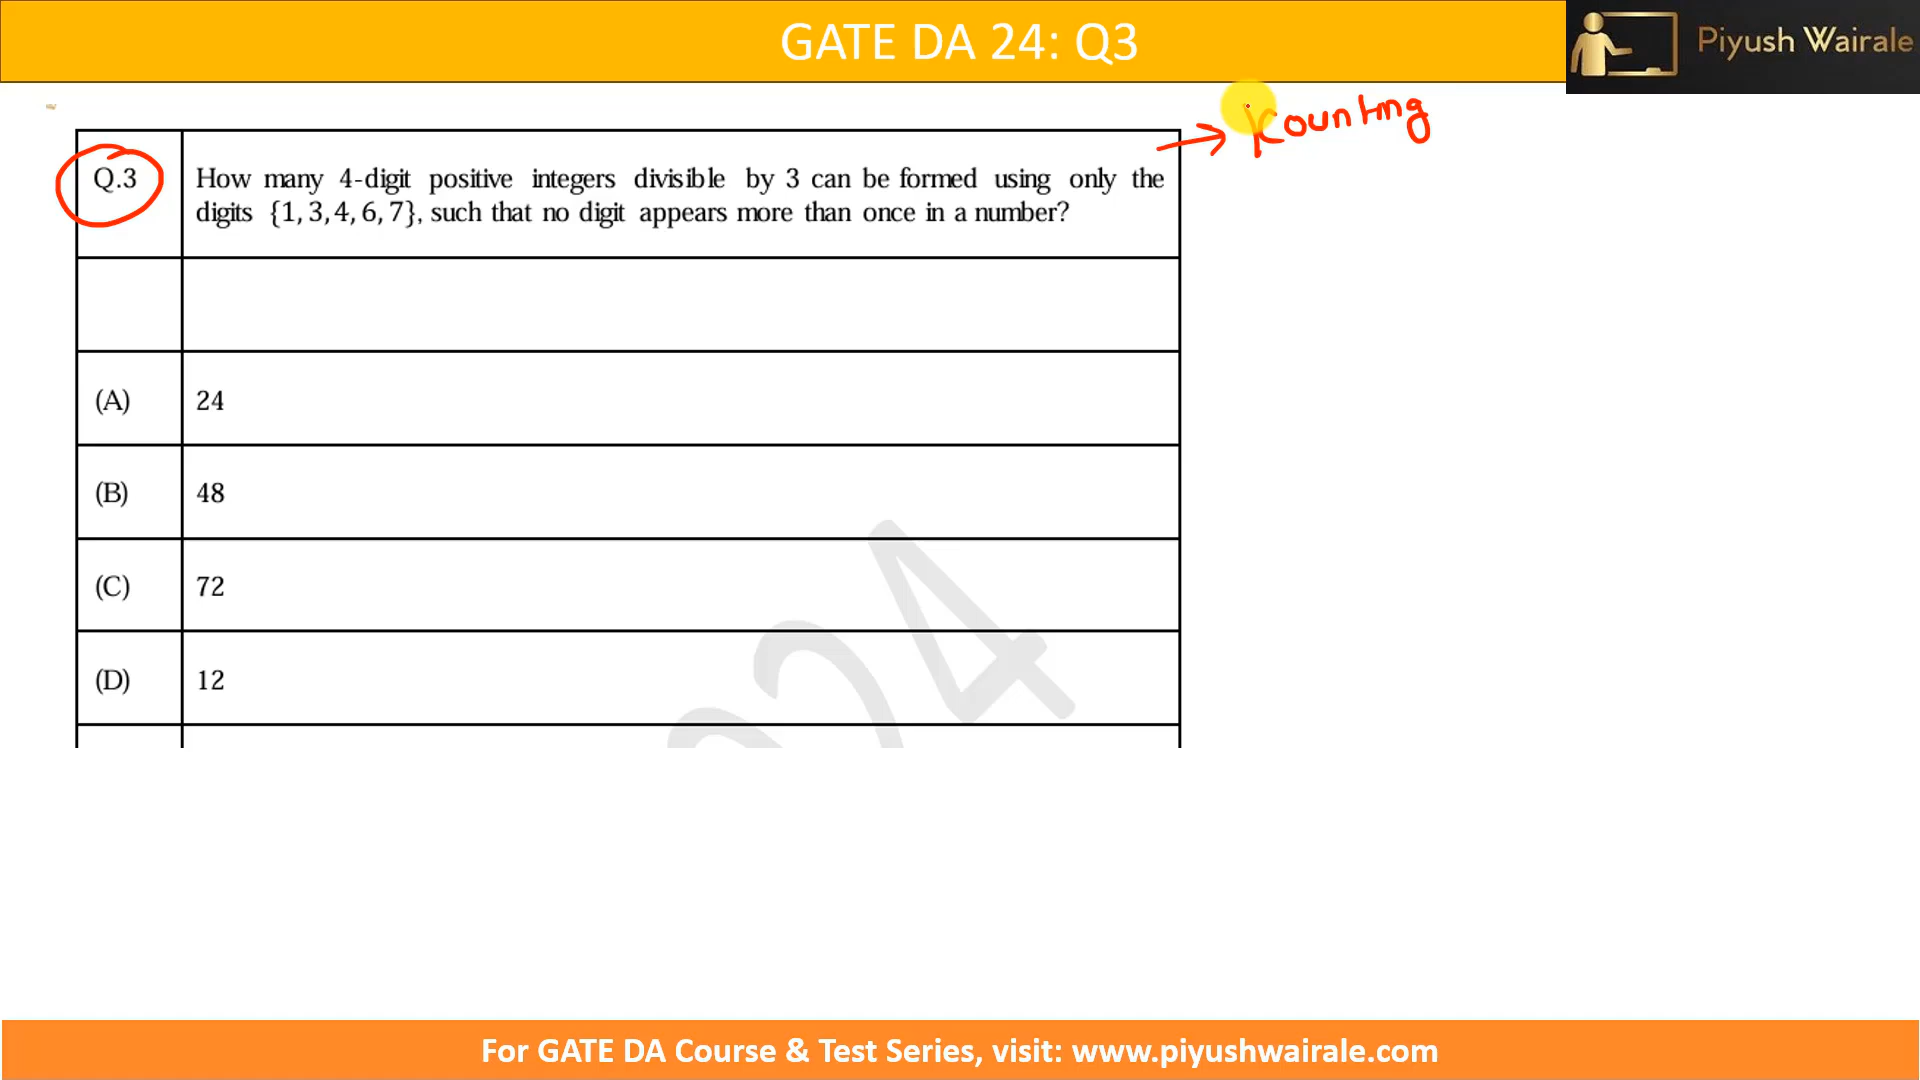 GATE DA 24: Q3
Piyush Wairale
Kounting
Q.3 How many 4-digit positive integers divisible by 3 can be formed using only the
digits {1, 3, 4, 6, 7}, such that no digit appears more than once in a number?
(A) 24
(B) 48
(C) 72
(D) 12
24
For GATE DA Course & Test Series, visit: www.piyushwairale.com